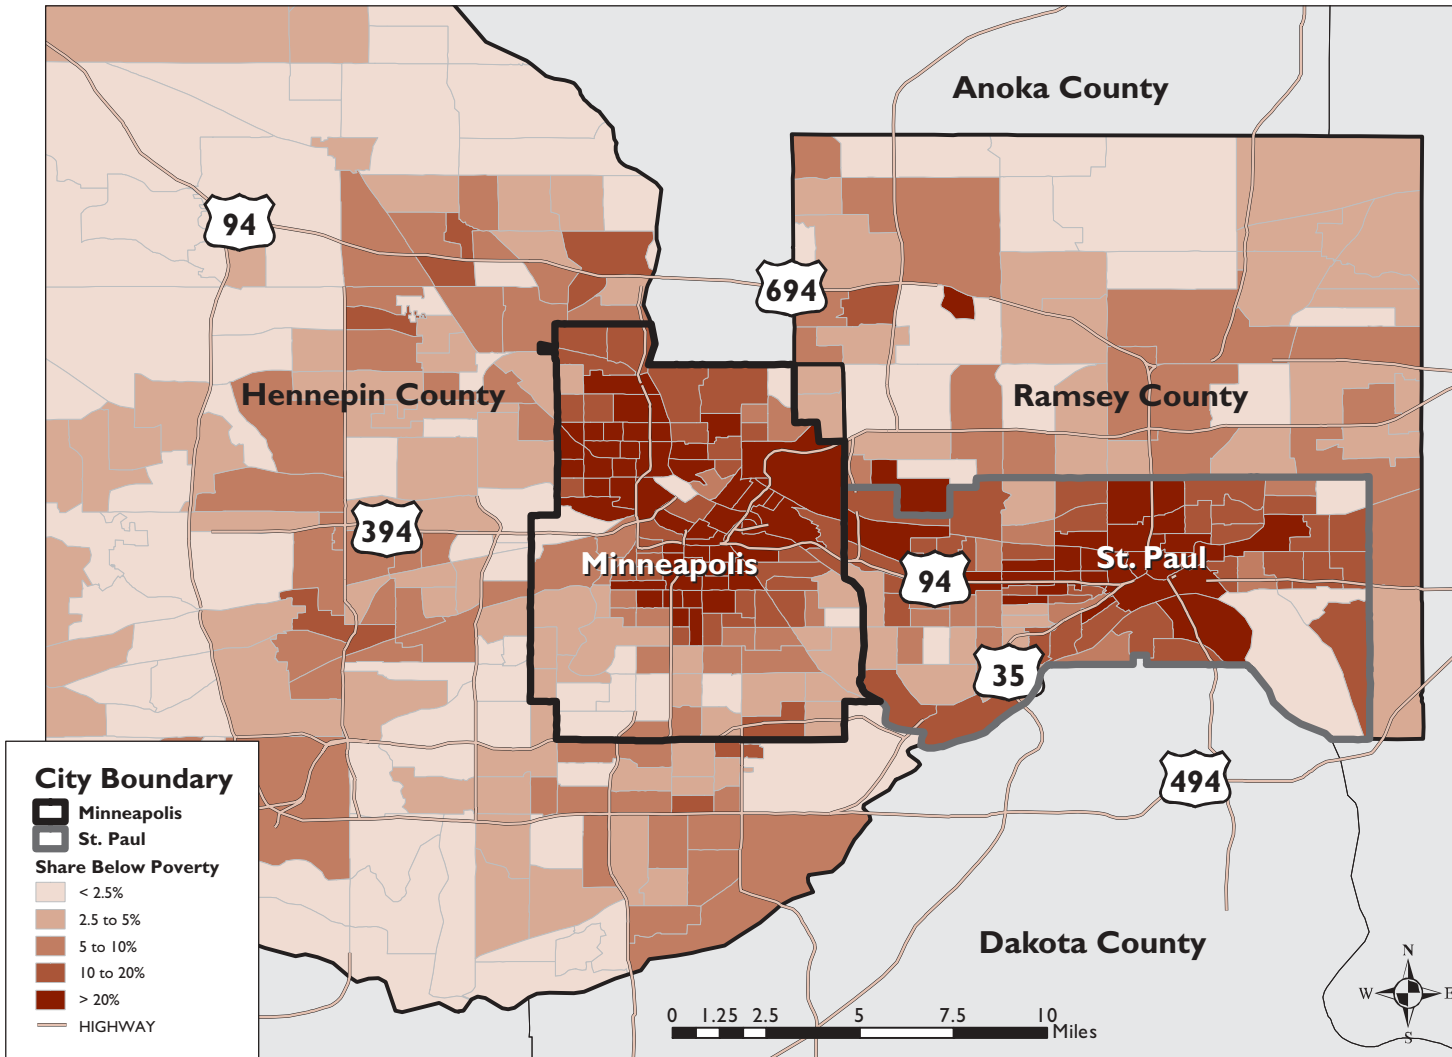 Anoka County
94
694
Hennepin County
Ramsey County
394
Minneapolis
St. Paul
94
35
494
City Boundary
Minneapolis
St. Paul
Share Below Poverty
< 2.5%
2.5 to 5%
5 to 10%
10 to 20%
> 20%
HIGHWAY
Dakota County
0 1.25 2.5 5 7.5 10
Miles
N
W E
S